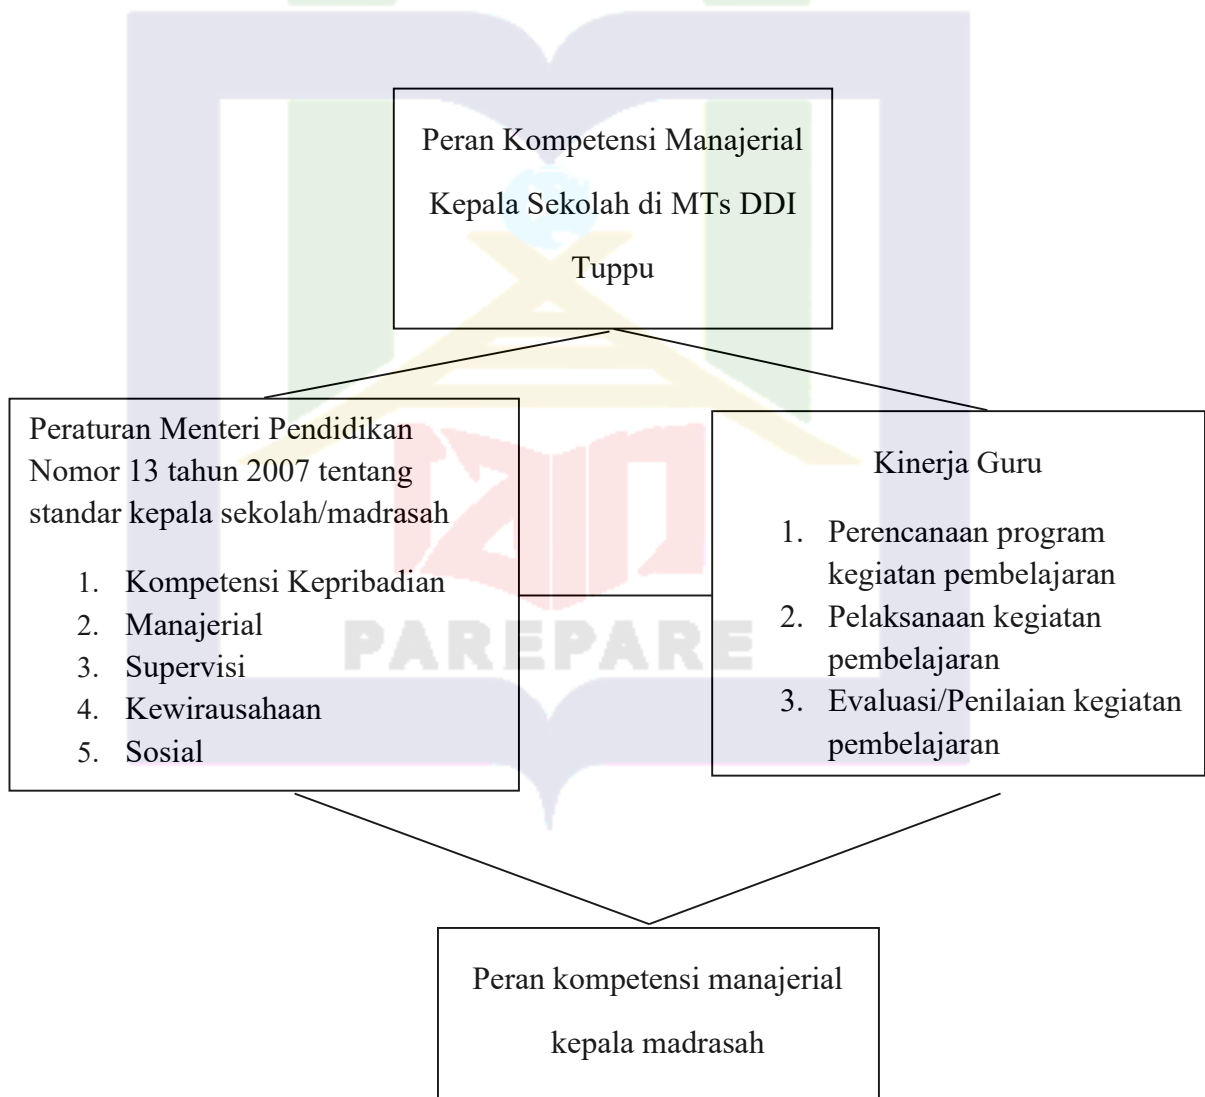 Peran Kompetensi Manajerial
Kepala Sekolah di MTs DDI
Tuppu
Peraturan Menteri Pendidikan
Nomor 13 tahun 2007 tentang
standar kepala sekolah/madrasah
1. Kompetensi Kepribadian
2. Manajerial
3. Supervisi
4. Kewirausahaan
5. Sosial
Kinerja Guru
1. Perencanaan program
kegiatan pembelajaran
2. Pelaksanaan kegiatan
pembelajaran
3. Evaluasi/Penilaian kegiatan
pembelajaran
PAREPARE
Peran kompetensi manajerial
kepala madrasah